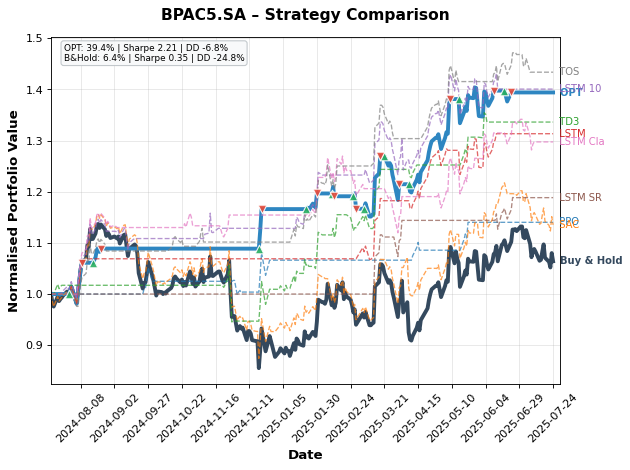 BPAC5.SA – Strategy Comparison
OPT: 39.4% | Sharpe 2.21 | DD -6.8%
B&Hold: 6.4% | Sharpe 0.35 | DD -24.8%
Normalised Portfolio Value
1.5
1.4
1.3
1.2
1.1
1.0
0.9
TOS
LSTM 10
OPT
TD3
LSTM
LSTM Cla
LSTM SR
PPO
SAC
Buy & Hold
2024-08-08
2024-09-02
2024-09-27
2024-10-22
2024-11-16
2024-12-11
2025-01-05
2025-01-30
2025-02-24
2025-03-21
2025-04-15
2025-05-10
2025-06-04
2025-06-29
2025-07-24
Date